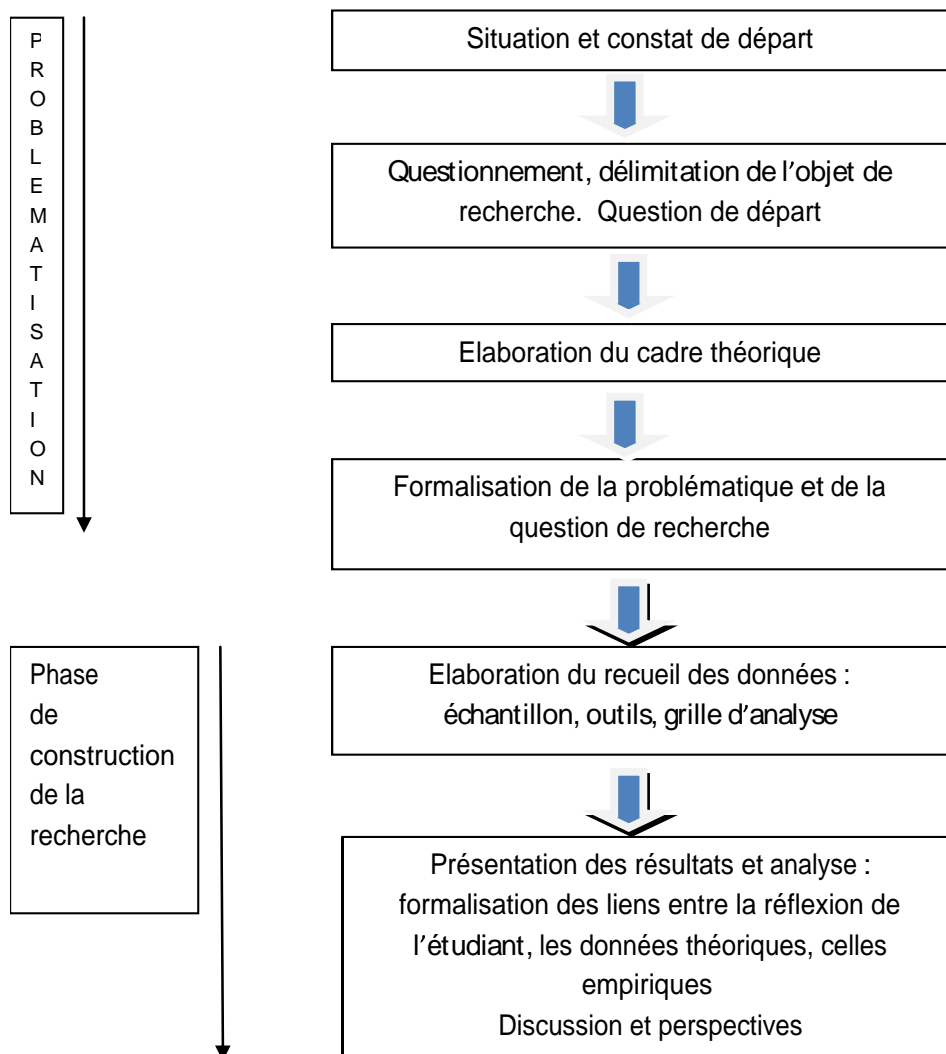 PROBLEMATISATION
Situation et constat de départ
Questionnement, délimitation de l'objet de
recherche. Question de départ
Elaboration du cadre théorique
Formalisation de la problématique et de la
question de recherche
Phase
de
construction
de la
recherche
Elaboration du recueil des données :
échantillon, outils, grille d'analyse
Présentation des résultats et analyse :
formalisation des liens entre la réflexion de
l'étudiant, les données théoriques, celles
empiriques
Discussion et perspectives